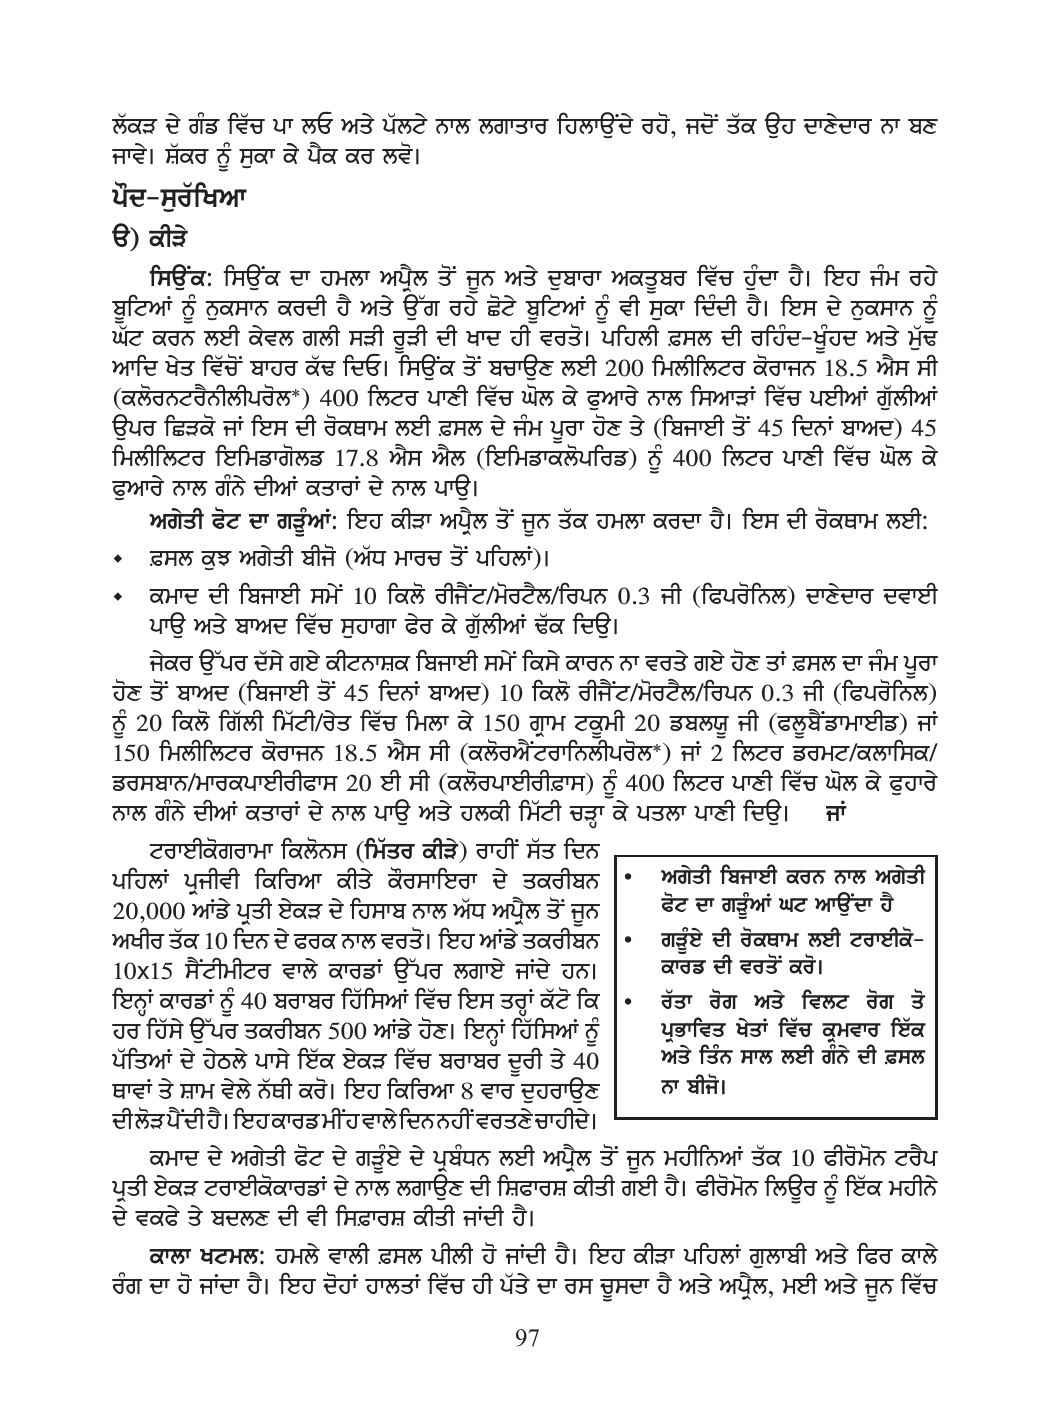 ਲੱਕੜ ਦੇ ਗੰਡ ਵਿੱਚ ਪਾ ਲਓ ਅਤੇ ਪੱਲਟੇ ਨਾਲ ਲਗਾਤਾਰ ਹਿਲਾਉਂਦੇ ਰਹੋ, ਜਦੋਂ ਤੱਕ ਉਹ ਦਾਣੇਦਾਰ ਨਾ ਬਣ
ਜਾਵੇ। ਸ਼ੱਕਰ ਨੂੰ ਸੁਕਾ ਕੇ ਪੈਕ ਕਰ ਲਵੋ।
ਪੌਦ-ਸੁਰੱਖਿਆ
ੳ) ਕੀੜੇ
ਸਿਉਂਕ: ਸਿਉਂਕ ਦਾ ਹਮਲਾ ਅਪ੍ਰੈਲ ਤੋਂ ਜੂਨ ਅਤੇ ਦੁਬਾਰਾ ਅਕਤੂਬਰ ਵਿੱਚ ਹੁੰਦਾ ਹੈ। ਇਹ ਜੰਮ ਰਹੇ
ਬੂਟਿਆਂ ਨੂੰ ਨੁਕਸਾਨ ਕਰਦੀ ਹੈ ਅਤੇ ਉੱਗ ਰਹੇ ਛੋਟੇ ਬੂਟਿਆਂ ਨੂੰ ਵੀ ਸੁਕਾ ਦਿੰਦੀ ਹੈ। ਇਸ ਦੇ ਨੁਕਸਾਨ ਨੂੰ
ਘੱਟ ਕਰਨ ਲਈ ਕੇਵਲ ਗਲੀ ਸੜੀ ਰੂੜੀ ਦੀ ਖਾਦ ਹੀ ਵਰਤੋ। ਪਹਿਲੀ ਫ਼ਸਲ ਦੀ ਰਹਿੰਦ-ਖੂੰਹਦ ਅਤੇ ਮੁੱਢ
ਆਦਿ ਖੇਤ ਵਿੱਚੋਂ ਬਾਹਰ ਕੱਢ ਦਿਓ। ਸਿਉਂਕ ਤੋਂ ਬਚਾਉਣ ਲਈ 200 ਮਿਲੀਲਿਟਰ ਕੋਰਾਜਨ 18.5 ਐਸ ਸੀ
(ਕਲੋਰਨਟਰੈਨੀਲੀਪਰੋਲ*) 400 ਲਿਟਰ ਪਾਣੀ ਵਿੱਚ ਘੋਲ ਕੇ ਫੁਆਰੇ ਨਾਲ ਸਿਆੜਾਂ ਵਿੱਚ ਪਈਆਂ ਗੁੱਲੀਆਂ
ਉਪਰ ਛਿੜਕੋ ਜਾਂ ਇਸ ਦੀ ਰੋਕਥਾਮ ਲਈ ਫ਼ਸਲ ਦੇ ਜੰਮ ਪੂਰਾ ਹੋਣ ਤੇ (ਬਿਜਾਈ ਤੋਂ 45 ਦਿਨਾਂ ਬਾਅਦ) 45
ਮਿਲੀਲਿਟਰ ਇਮਿਡਾਗੋਲਡ 17.8 ਐਸ ਐਲ (ਇਮਿਡਾਕਲੋਪਰਿਡ) ਨੂੰ 400 ਲਿਟਰ ਪਾਣੀ ਵਿੱਚ ਘੋਲ ਕੇ
ਫੁਆਰੇ ਨਾਲ ਗੰਨੇ ਦੀਆਂ ਕਤਾਰਾਂ ਦੇ ਨਾਲ ਪਾਉ।
ਅਗੇਤੀ ਫੋਟ ਦਾ ਗੜੂੰਆਂ: ਇਹ ਕੀੜਾ ਅਪ੍ਰੈਲ ਤੋਂ ਜੂਨ ਤੱਕ ਹਮਲਾ ਕਰਦਾ ਹੈ। ਇਸ ਦੀ ਰੋਕਥਾਮ ਲਈ:
⬥ ਫ਼ਸਲ ਕੁਝ ਅਗੇਤੀ ਬੀਜੋ (ਅੱਧ ਮਾਰਚ ਤੋਂ ਪਹਿਲਾਂ)।
⬥ ਕਮਾਦ ਦੀ ਬਿਜਾਈ ਸਮੇਂ 10 ਕਿਲੋ ਰੀਜੈਂਟ/ਮੋਰਟੈਲ/ਰਿਪਨ 0.3 ਜੀ (ਫਿਪਰੋਨਿਲ) ਦਾਣੇਦਾਰ ਦਵਾਈ
ਪਾਉ ਅਤੇ ਬਾਅਦ ਵਿੱਚ ਸੁਹਾਗਾ ਫੇਰ ਕੇ ਗੁੱਲੀਆਂ ਢੱਕ ਦਿਉ।
ਜੇਕਰ ਉੱਪਰ ਦੱਸੇ ਗਏ ਕੀਟਨਾਸ਼ਕ ਬਿਜਾਈ ਸਮੇਂ ਕਿਸੇ ਕਾਰਨ ਨਾ ਵਰਤੇ ਗਏ ਹੋਣ ਤਾਂ ਫ਼ਸਲ ਦਾ ਜੰਮ ਪੂਰਾ
ਹੋਣ ਤੋਂ ਬਾਅਦ (ਬਿਜਾਈ ਤੋਂ 45 ਦਿਨਾਂ ਬਾਅਦ) 10 ਕਿਲੋ ਰੀਜੈਂਟ/ਮੋਰਟੈਲ/ਰਿਪਨ 0.3 ਜੀ (ਫਿਪਰੋਨਿਲ)
ਨੂੰ 20 ਕਿਲੋ ਗਿੱਲੀ ਮਿੱਟੀ/ਰੇਤ ਵਿੱਚ ਮਿਲਾ ਕੇ 150 ਗ੍ਰਾਮ ਟਕੂਮੀ 20 ਡਬਲਯੂ ਜੀ (ਫਲੂਬੈਂਡਾਮਾਈਡ) ਜਾਂ
150 ਮਿਲੀਲਿਟਰ ਕੋਰਾਜਨ 18.5 ਐਸ ਸੀ (ਕਲੋਰਐਂਟਰਾਨਿਲੀਪਰੋਲ*) ਜਾਂ 2 ਲਿਟਰ ਡਰਮਟ/ਕਲਾਸਿਕ/
ਡਰਸਬਾਨ/ਮਾਰਕਪਾਈਰੀਫਾਸ 20 ਈ ਸੀ (ਕਲੋਰਪਾਈਰੀਫ਼ਾਸ) ਨੂੰ 400 ਲਿਟਰ ਪਾਣੀ ਵਿੱਚ ਘੋਲ ਕੇ ਫੁਹਾਰੇ
ਨਾਲ ਗੰਨੇ ਦੀਆਂ ਕਤਾਰਾਂ ਦੇ ਨਾਲ ਪਾਉ ਅਤੇ ਹਲਕੀ ਮਿੱਟੀ ਚੜ੍ਹਾ ਕੇ ਪਤਲਾ ਪਾਣੀ ਦਿਉ। ਜਾਂ
ਟਰਾਈਕੋਗਰਾਮਾ ਕਿਲੋਨਸ (ਮਿੱਤਰ ਕੀੜੇ) ਰਾਹੀਂ ਸੱਤ ਦਿਨ
ਪਹਿਲਾਂ ਪ੍ਰਜੀਵੀ ਕਿਰਿਆ ਕੀਤੇ ਕੌਰਸਾਇਰਾ ਦੇ ਤਕਰੀਬਨ
20,000 ਆਂਡੇ ਪ੍ਰਤੀ ਏਕੜ ਦੇ ਹਿਸਾਬ ਨਾਲ ਅੱਧ ਅਪ੍ਰੈਲ ਤੋਂ ਜੂਨ
ਅਖੀਰ ਤੱਕ 10 ਦਿਨ ਦੇ ਫਰਕ ਨਾਲ ਵਰਤੋ। ਇਹ ਆਂਡੇ ਤਕਰੀਬਨ
10x15 ਸੈਂਟੀਮੀਟਰ ਵਾਲੇ ਕਾਰਡਾਂ ਉੱਪਰ ਲਗਾਏ ਜਾਂਦੇ ਹਨ।
ਇਨ੍ਹਾਂ ਕਾਰਡਾਂ ਨੂੰ 40 ਬਰਾਬਰ ਹਿੱਸਿਆਂ ਵਿੱਚ ਇਸ ਤਰ੍ਹਾਂ ਕੱਟੋ ਕਿ
ਹਰ ਹਿੱਸੇ ਉੱਪਰ ਤਕਰੀਬਨ 500 ਆਂਡੇ ਹੋਣ। ਇਨ੍ਹਾਂ ਹਿੱਸਿਆਂ ਨੂੰ
ਪੱਤਿਆਂ ਦੇ ਹੇਠਲੇ ਪਾਸੇ ਇੱਕ ਏਕੜ ਵਿੱਚ ਬਰਾਬਰ ਦੂਰੀ ਤੇ 40
ਥਾਵਾਂ ਤੇ ਸ਼ਾਮ ਵੇਲੇ ਨੱਥੀ ਕਰੋ। ਇਹ ਕਿਰਿਆ 8 ਵਾਰ ਦੁਹਰਾਉਣ
ਦੀ ਲੋੜ ਪੈਂਦੀ ਹੈ। ਇਹ ਕਾਰਡ ਮੀਂਹ ਵਾਲੇ ਦਿਨ ਨਹੀਂ ਵਰਤਣੇ ਚਾਹੀਦੇ।
• ਅਗੇਤੀ ਬਿਜਾਈ ਕਰਨ ਨਾਲ ਅਗੇਤੀ
ਫੋਟ ਦਾ ਗੜੂੰਆਂ ਘਟ ਆਉਂਦਾ ਹੈ
• ਗੜੂੰਏ ਦੀ ਰੋਕਥਾਮ ਲਈ ਟਰਾਈਕੋ-
ਕਾਰਡ ਦੀ ਵਰਤੋਂ ਕਰੋ।
• ਰੱਤਾ ਰੋਗ ਅਤੇ ਵਿਲਟ ਰੋਗ ਤੋ
ਪ੍ਰਭਾਵਿਤ ਖੇਤਾਂ ਵਿੱਚ ਕ੍ਰਮਵਾਰ ਇੱਕ
ਅਤੇ ਤਿੰਨ ਸਾਲ ਲਈ ਗੰਨੇ ਦੀ ਫ਼ਸਲ
ਨਾ ਬੀਜੋ।
ਕਮਾਦ ਦੇ ਅਗੇਤੀ ਫੋਟ ਦੇ ਗੜੂੰਏ ਦੇ ਪ੍ਰਬੰਧਨ ਲਈ ਅਪ੍ਰੈਲ ਤੋਂ ਜੂਨ ਮਹੀਨਿਆਂ ਤੱਕ 10 ਫੀਰੋਮੋਨ ਟਰੈਪ
ਪ੍ਰਤੀ ਏਕੜ ਟਰਾਈਕੋਕਾਰਡਾਂ ਦੇ ਨਾਲ ਲਗਾਉਣ ਦੀ ਸ਼ਿਫਾਰਸ਼ ਕੀਤੀ ਗਈ ਹੈ। ਫੀਰੋਮੋਨ ਲਿਊਰ ਨੂੰ ਇੱਕ ਮਹੀਨੇ
ਦੇ ਵਕਫੇ ਤੇ ਬਦਲਣ ਦੀ ਵੀ ਸਿਫ਼ਾਰਸ਼ ਕੀਤੀ ਜਾਂਦੀ ਹੈ।
ਕਾਲਾ ਖਟਮਲ: ਹਮਲੇ ਵਾਲੀ ਫ਼ਸਲ ਪੀਲੀ ਹੋ ਜਾਂਦੀ ਹੈ। ਇਹ ਕੀੜਾ ਪਹਿਲਾਂ ਗੁਲਾਬੀ ਅਤੇ ਫਿਰ ਕਾਲੇ
ਰੰਗ ਦਾ ਹੋ ਜਾਂਦਾ ਹੈ। ਇਹ ਦੋਹਾਂ ਹਾਲਤਾਂ ਵਿੱਚ ਹੀ ਪੱਤੇ ਦਾ ਰਸ ਚੂਸਦਾ ਹੈ ਅਤੇ ਅਪ੍ਰੈਲ, ਮਈ ਅਤੇ ਜੂਨ ਵਿੱਚ
97